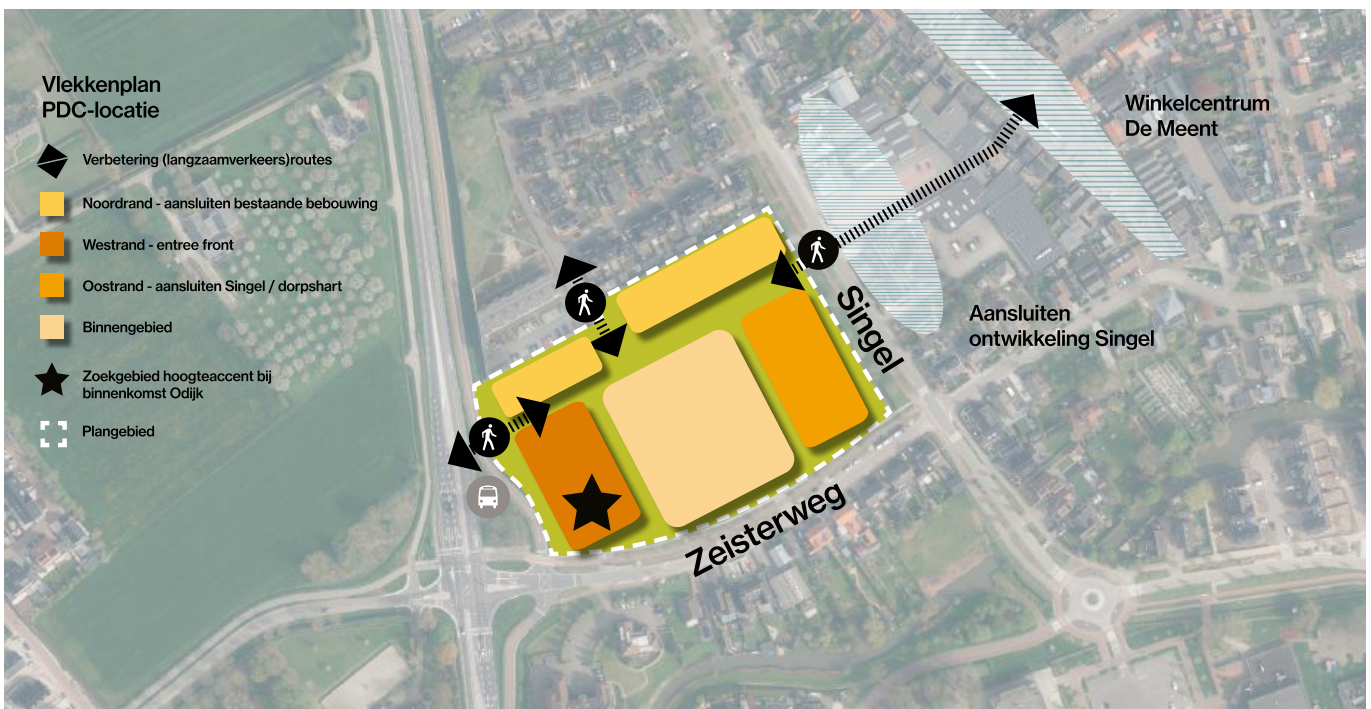 Vlekkenplan
PDC-locatie
Verbetering (langzaamverkeers)routes
Noordrand - aansluiten bestaande bebouwing
Westrand - entree front
Oostrand - aansluiten Singel / dorpshart
Binnengebied
Zoekgebied hoogteaccent bij
binnenkomst Odijk
Plangebied
Winkelcentrum
De Meent
Aansluiten
ontwikkeling Singel
Singel
Zeisterweg